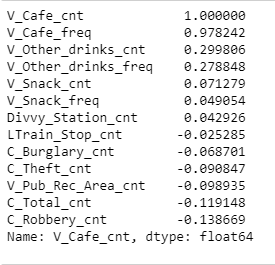 V_Cafe_cnt 1.000000
V_Cafe_freq 0.978242
V_Other_drinks_cnt 0.299806
V_Other_drinks_freq 0.278848
V_Snack_cnt 0.071279
V_Snack_freq 0.049054
Divvy_Station_cnt 0.042926
LTrain_Stop_cnt -0.025285
C_Burglary_cnt -0.068701
C_Theft_cnt -0.090847
V_Pub_Rec_Area_cnt -0.098935
C_Total_cnt -0.119148
C_Robbery_cnt -0.138669
Name: V_Cafe_cnt, dtype: float64